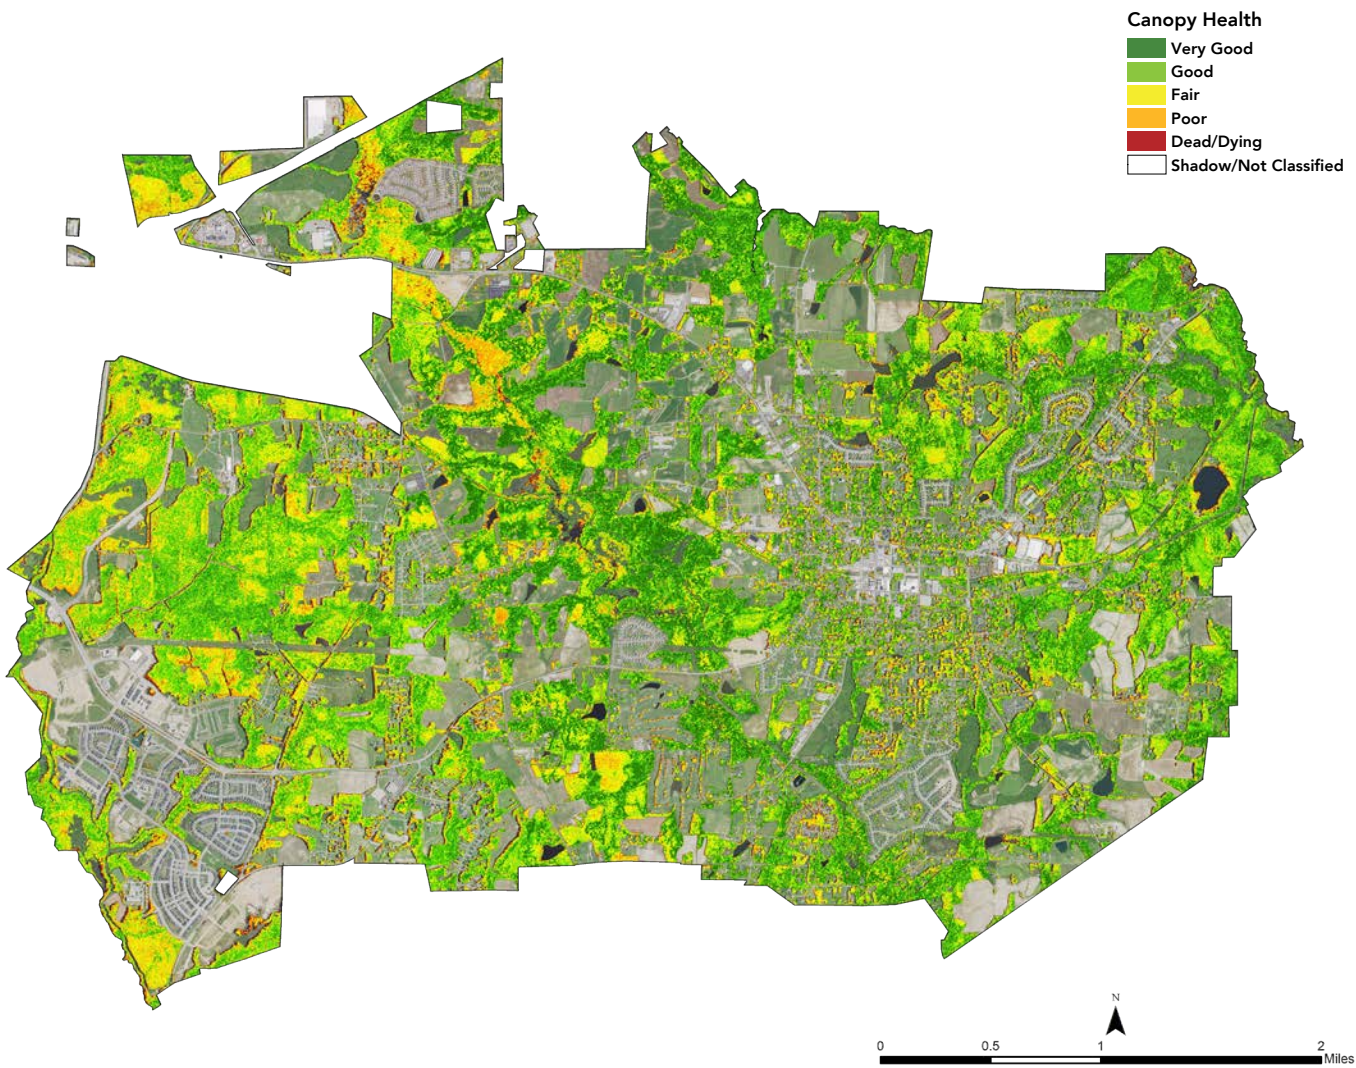 Canopy Health
Very Good
Good
Fair
Poor
Dead/Dying
Shadow/Not Classified
N
0 0.5 1 2
Miles